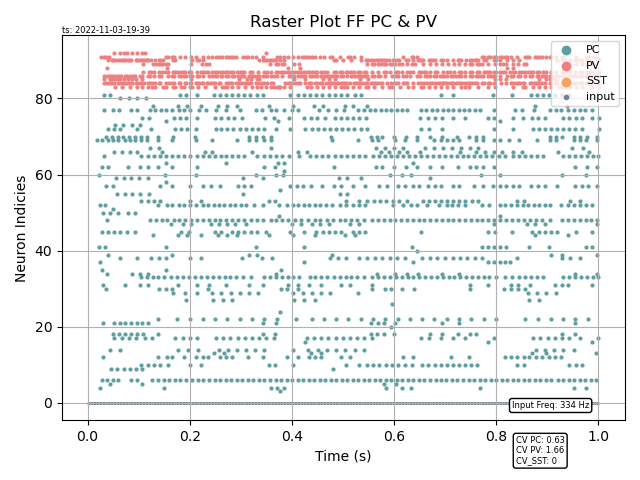 Raster Plot FF PC & PV
ts: 2022-11-03-19-39
PC
PV
SST
input
80
60
40
20
0
Neuron Indicies
Input Freq: 334 Hz
0.0 0.2 0.4 0.6 0.8 1.0
Time (s)
CV PC: 0.63
CV PV: 1.66
CV_SST: 0